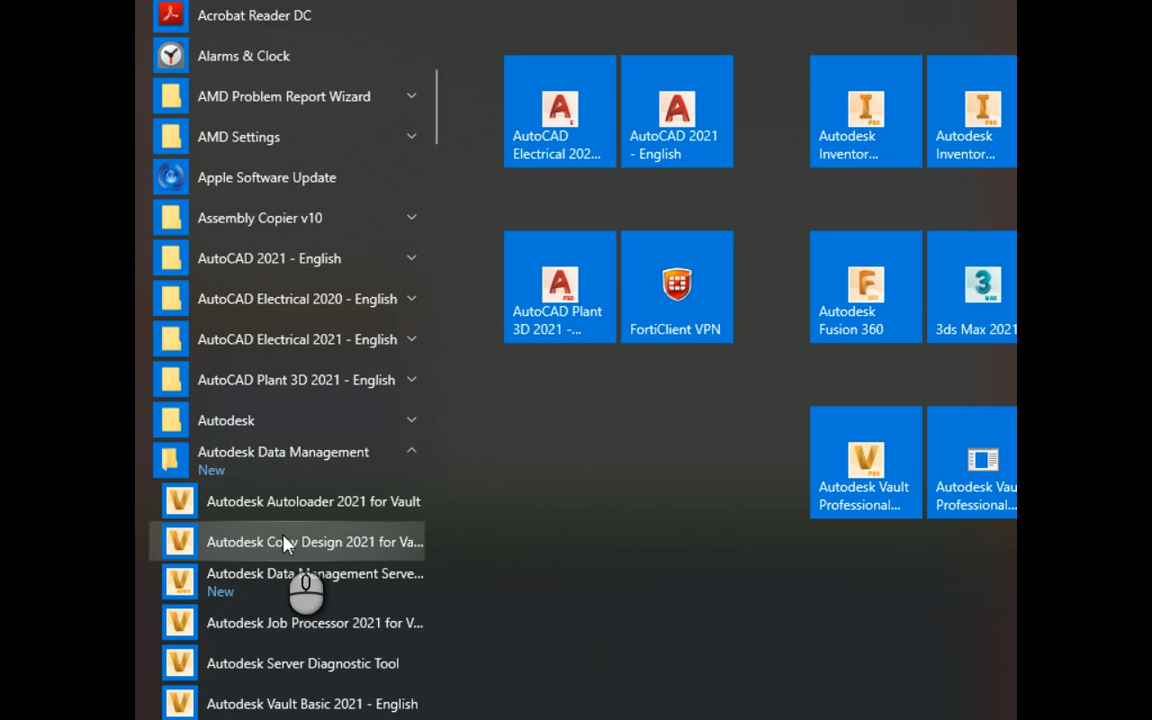 Acrobat Reader DC
Alarms & Clock
AMD Problem Report Wizard
AMD Settings
Apple Software Update
Assembly Copier v10
AutoCAD 2021 - English
AutoCAD Electrical 2020 - English
AutoCAD Electrical 2021 - English
AutoCAD Plant 3D 2021 - English
Autodesk
Autodesk Data Management
New
Autodesk Autoloader 2021 for Vault
Autodesk Copy Design 2021 for Va...
Autodesk Data Management Serve...
New
Autodesk Job Processor 2021 for V...
Autodesk Server Diagnostic Tool
Autodesk Vault Basic 2021 - English
AutoCAD
Electrical 202...
AutoCAD 2021
- English
Autodesk
Inventor...
Autodesk
Inventor...
AutoCAD Plant
3D 2021 -...
FortiClient VPN
Autodesk
Fusion 360
3ds Max 2021
Autodesk Vault
Professional...
Autodesk Vau
Professional...